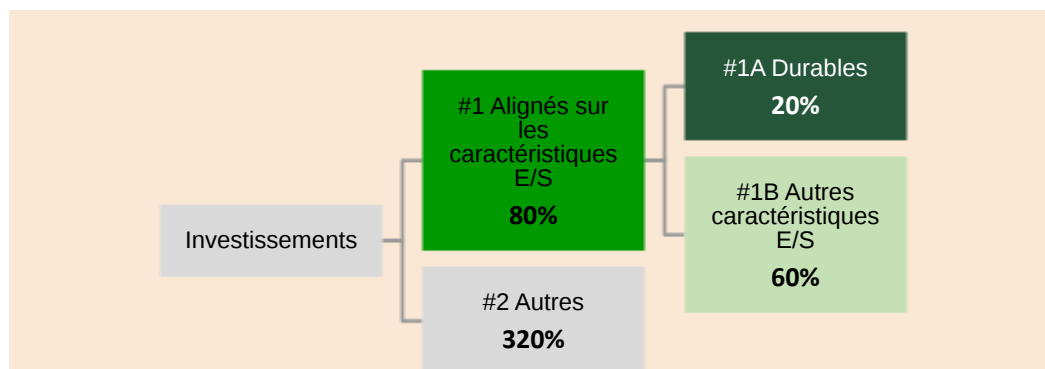 Investissements
#1 Alignés sur
les
caractéristiques
E/S
80%
#2 Autres
320%
#1A Durables
20%
#1B Autres
caractéristiques
E/S
60%